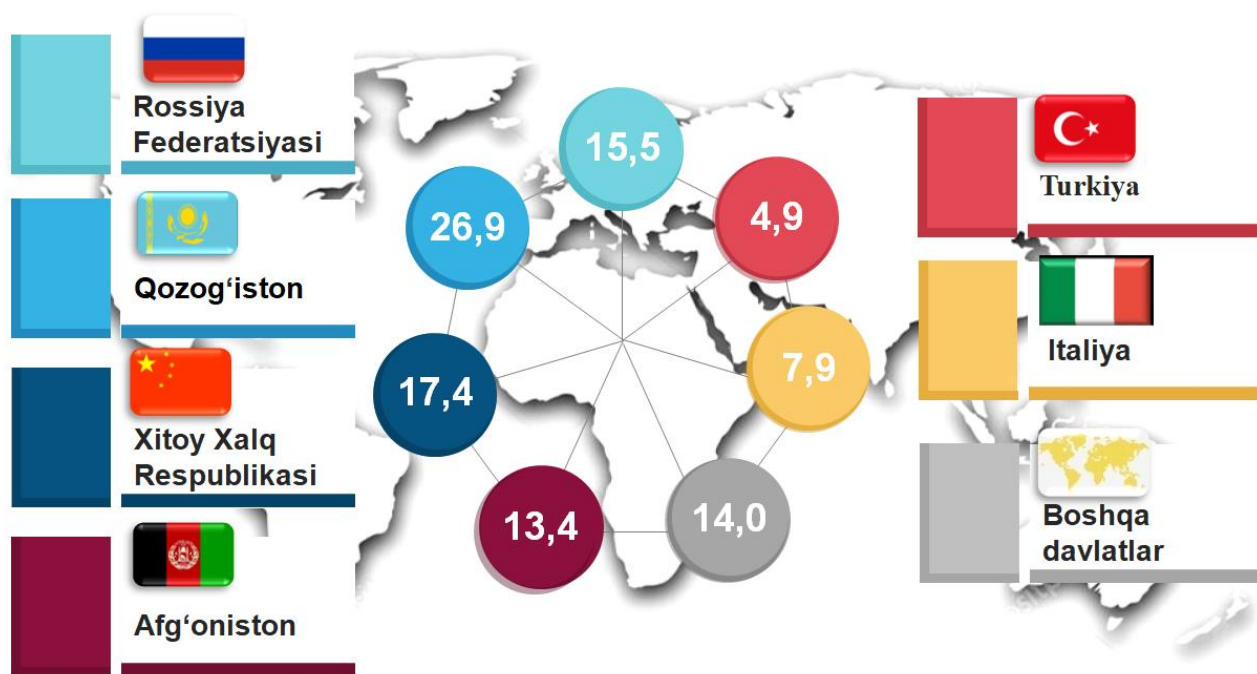 Rossiya
Federatsiyasi
Qozog‘iston
Xitoy Xalq
Respublikasi
Afg‘oniston
15,5
26,9
4,9
17,4
7,9
13,4
14,0
Turkiya
Italiya
Boshqa
davlatlar